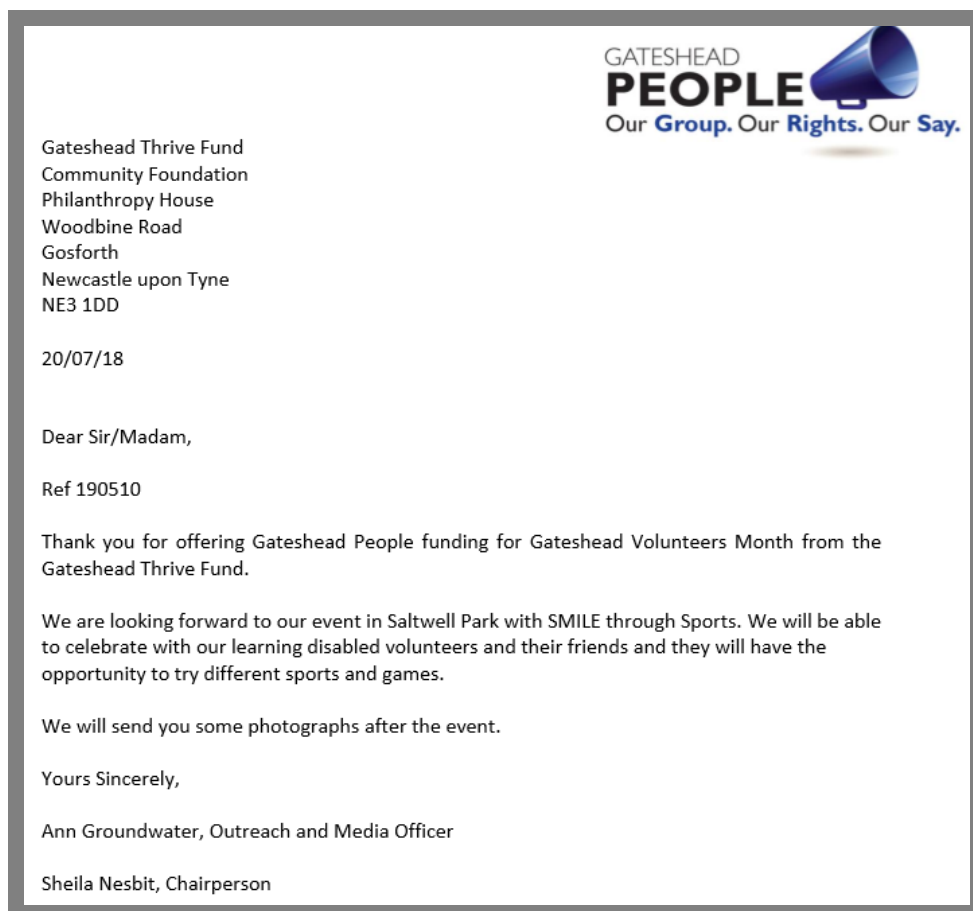 GATESHEAD
PEOPLE
Our Group. Our Rights. Our Say.
Gateshead Thrive Fund
Community Foundation
Philanthropy House
Woodbine Road
Gosforth
Newcastle upon Tyne
NE3 1DD
20/07/18
Dear Sir/Madam,
Ref 190510
Thank you for offering Gateshead People funding for Gateshead Volunteers Month from the
Gateshead Thrive Fund.
We are looking forward to our event in Saltwell Park with SMILE through Sports. We will be able
to celebrate with our learning disabled volunteers and their friends and they will have the
opportunity to try different sports and games.
We will send you some photographs after the event.
Yours Sincerely,
Ann Groundwater, Outreach and Media Officer
Sheila Nesbit, Chairperson